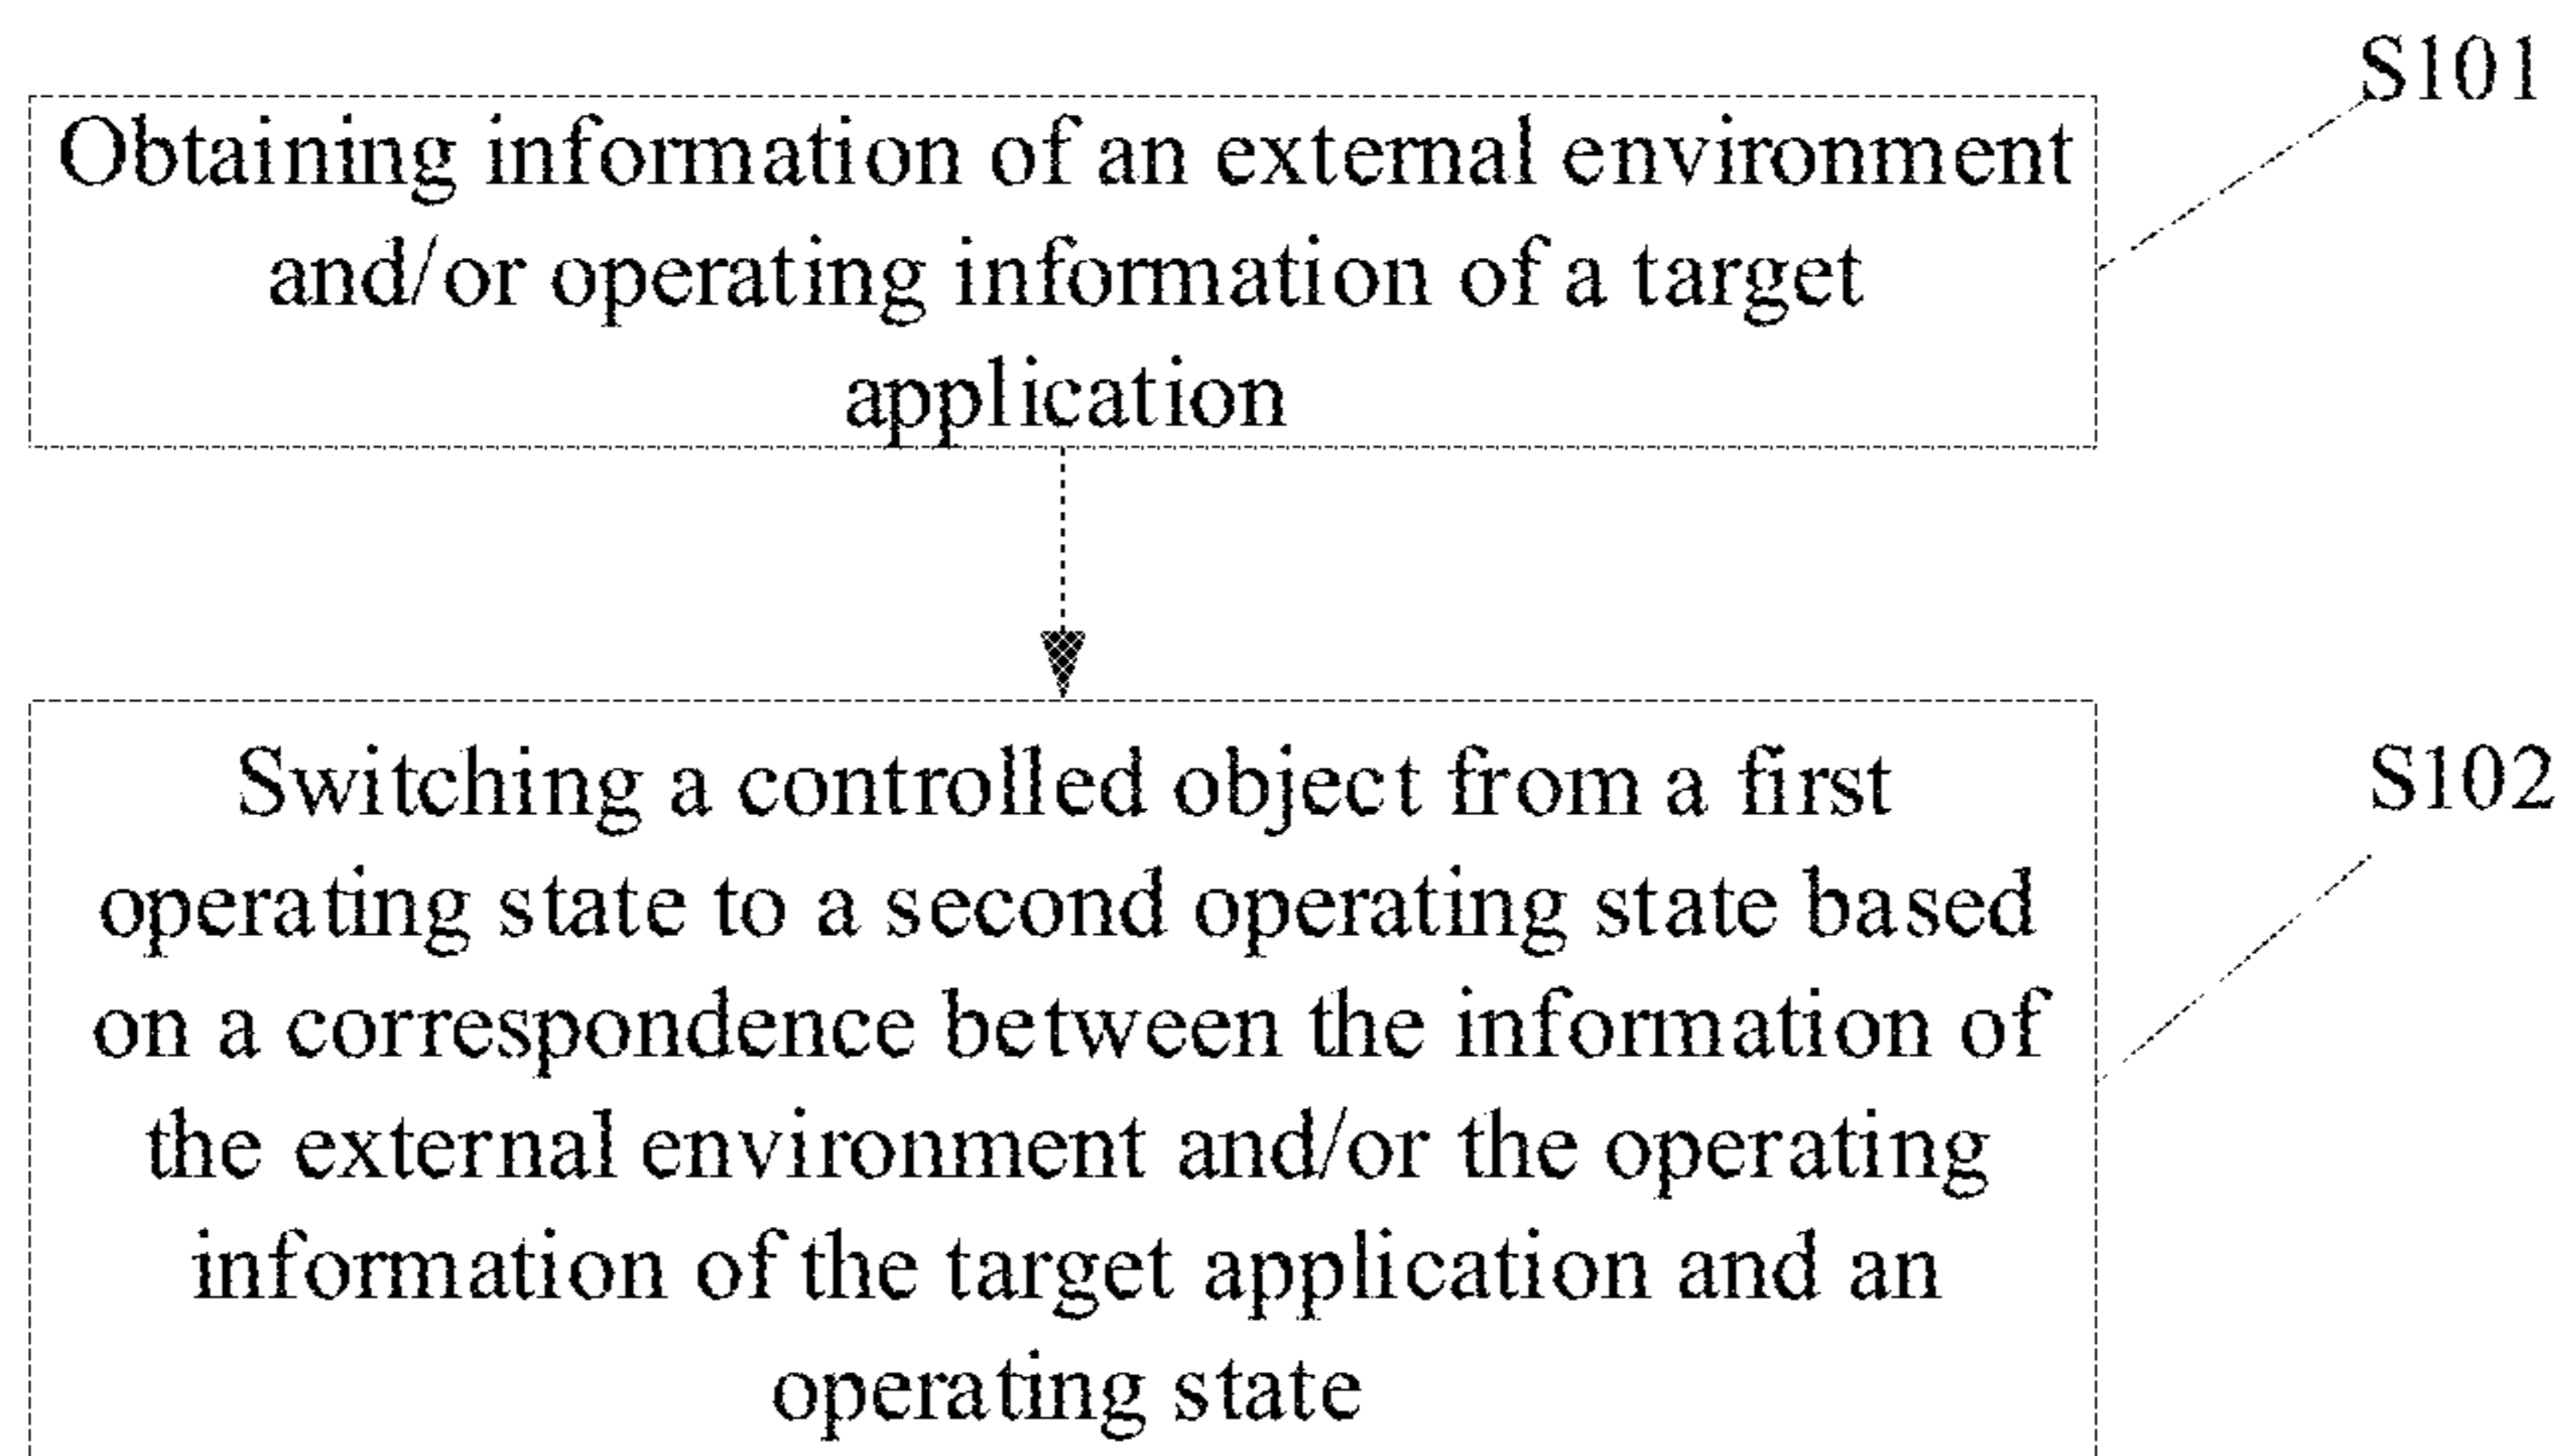 S101
Obtaining information of an external environment
and/or operating information of a target
application
Switching a controlled object from a first
S102
operating state to a second operating state based
on a correspondence between the information of
the external environment and/or the operating
information of the target application and an
operating state